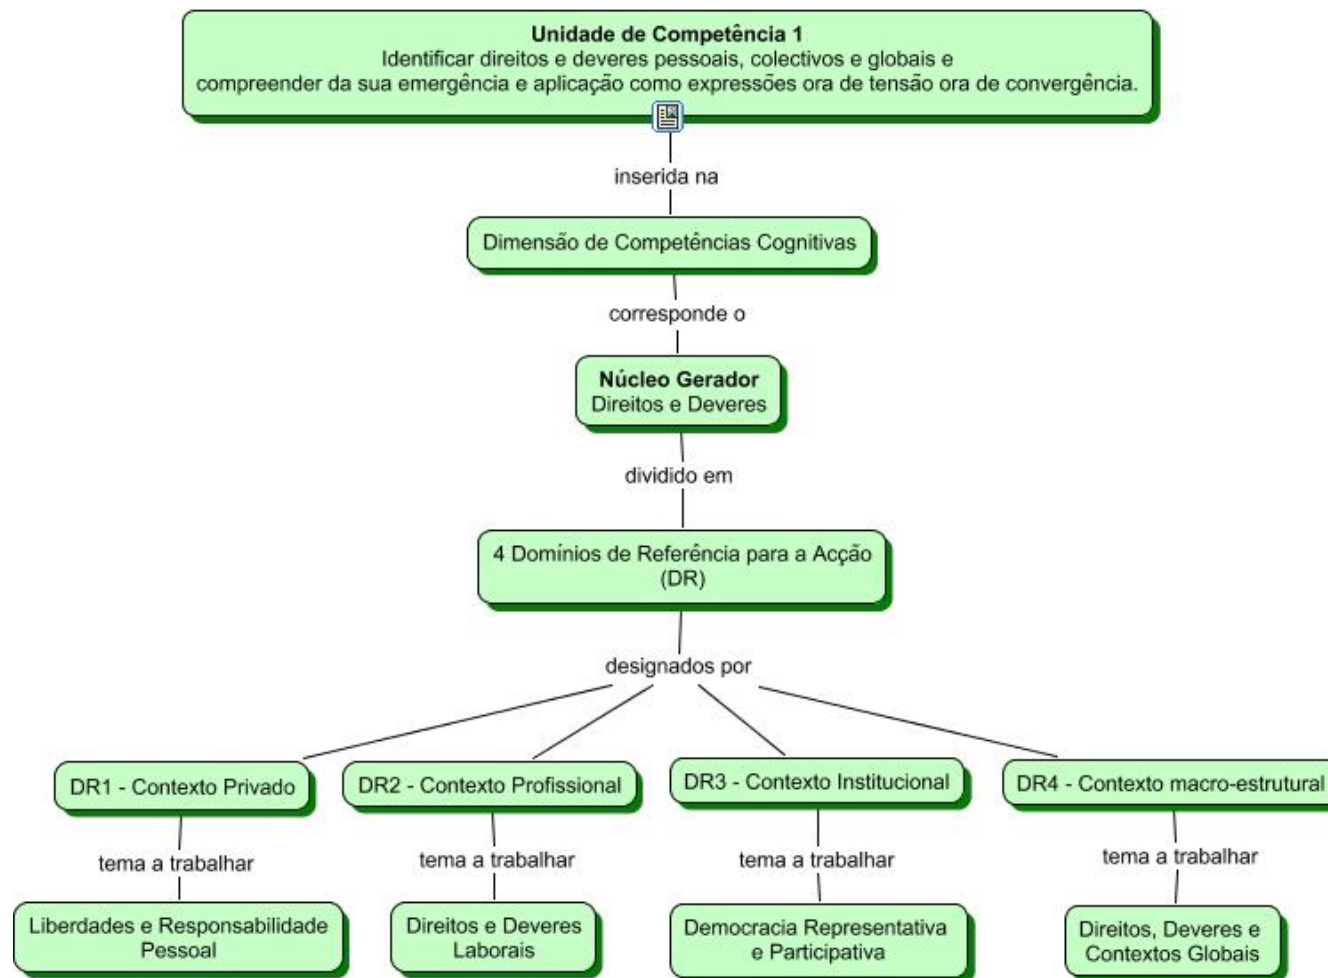 Unidade de Competência 1
Identificar direitos e deveres pessoais, colectivos e globais e
compreender da sua emergência e aplicação como expressões ora de tensão ora de convergência.
inserida na
Dimensão de Competências Cognitivas
corresponde o
Núcleo Gerador
Direitos e Deveres
dividido em
4 Domínios de Referência para a Acção
(DR)
designados por
DR1 - Contexto Privado
DR2 - Contexto Profissional
DR3 - Contexto Institucional
DR4 - Contexto macro-estrutural
tema a trabalhar
tema a trabalhar
tema a trabalhar
tema a trabalhar
Liberdades e Responsabilidade
Pessoal
Direitos e Deveres
Laborais
Democracia Representativa
e Participativa
Direitos, Deveres e
Contextos Globais